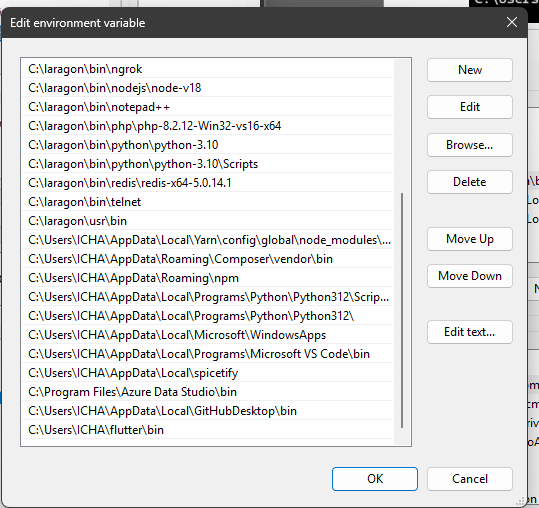 Edit environment variable
C:\laragon\bin\ngrok
C:\laragon\bin\nodejs\node-v18
C:\laragon\bin\notepad++
C:\laragon\bin\php\php-8.2.12-Win32-vs16-x64
C:\laragon\bin\python\python-3.10
C:\laragon\bin\python\python-3.10\Scripts
C:\laragon\bin\redis\redis-x64-5.0.14.1
C:\laragon\bin\telnet
C:\laragon\usr\bin
C:\Users\ICHA\AppData\Local\Yarn\config\global\node_modules\...
C:\Users\ICHA\AppData\Roaming\Composer\vendor\bin
C:\Users\ICHA\AppData\Roaming\npm
C:\Users\ICHA\AppData\Local\Programs\Python\Python312\Scrip...
C:\Users\ICHA\AppData\Local\Programs\Python\Python312\
C:\Users\ICHA\AppData\Local\Microsoft\WindowsApps
C:\Users\ICHA\AppData\Local\Programs\Microsoft VS Code\bin
C:\Users\ICHA\AppData\Local\spicetify
C:\Program Files\Azure Data Studio\bin
C:\Users\ICHA\AppData\Local\GitHubDesktop\bin
C:\Users\ICHA\flutter\bin
New
Edit
Browse...
Delete
Move Up
Move Down
Edit text...
OK
Cancel